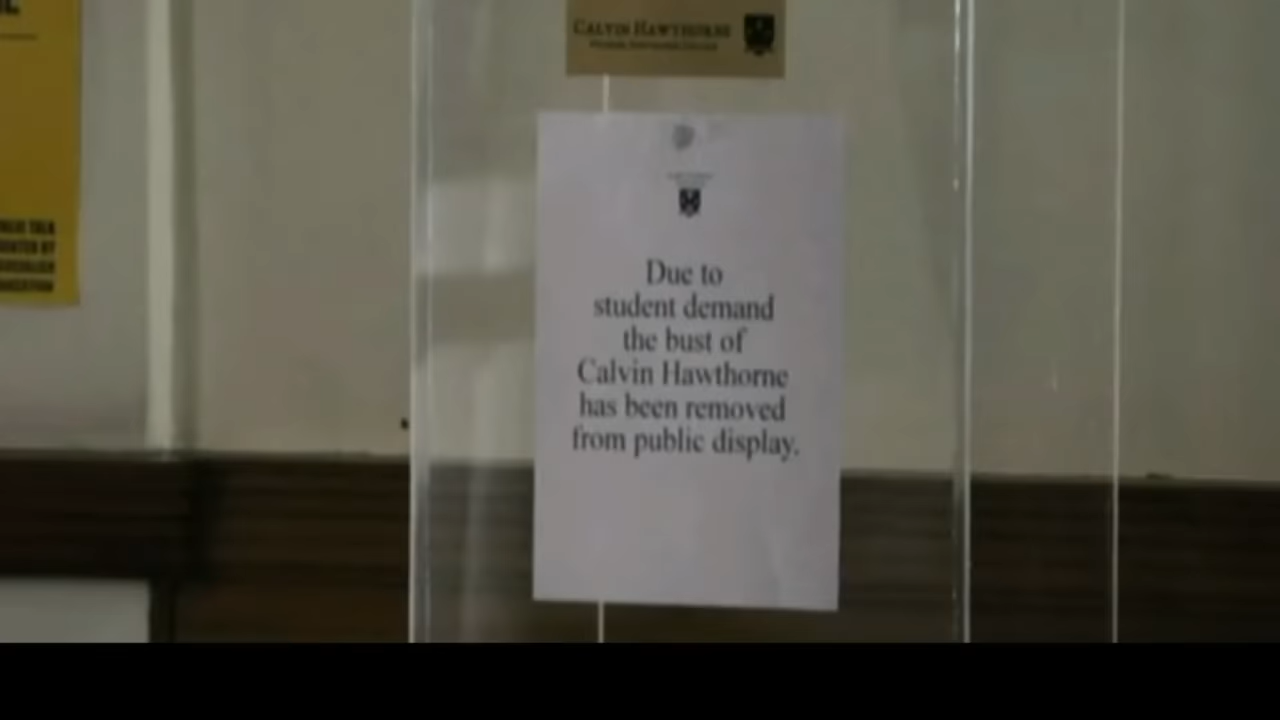 CALVIN HAWTHORNE
Due to
student demand
the bust of
Calvin Hawthorne
has been removed
from public display.